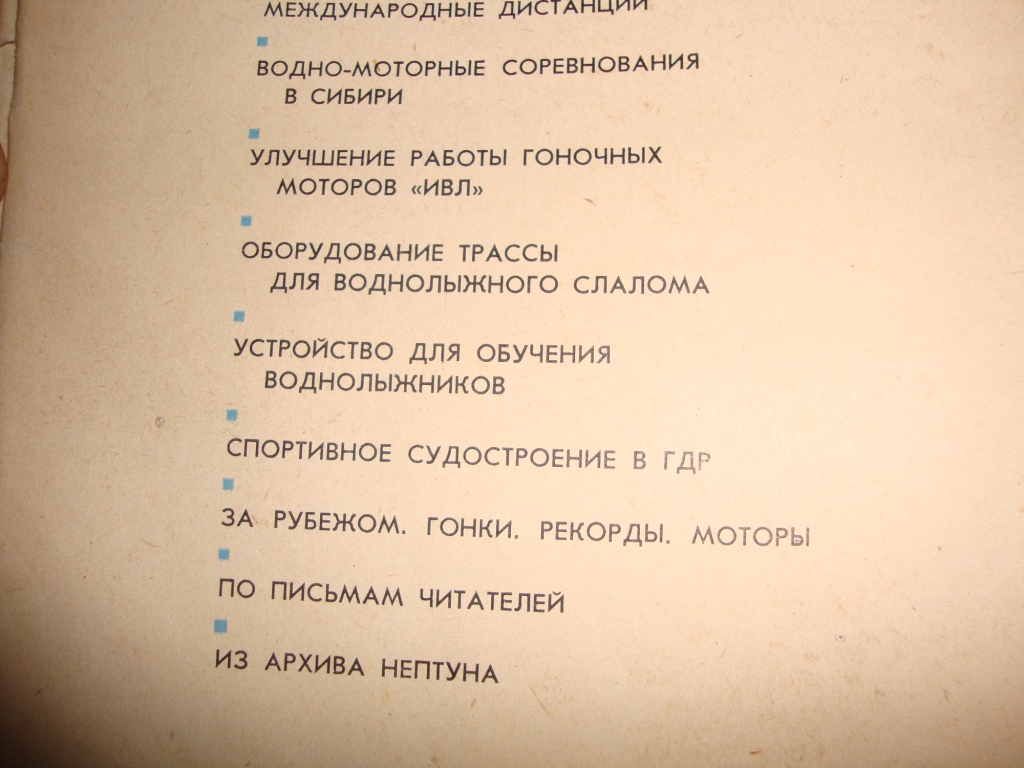 МЕЖДУНАРОДНЫЕ ДИСТАНЦИИ
ВОДНО-МОТОРНЫЕ СОРЕВНОВАНИЯ
В СИБИРИ
УЛУЧШЕНИЕ РАБОТЫ ГОНОЧНЫХ
МОТОРОВ «ИВЛ»
ОБОРУДОВАНИЕ ТРАССЫ
ДЛЯ ВОДНОЛЫЖНОГО СЛАЛОМА
УСТРОЙСТВО ДЛЯ ОБУЧЕНИЯ
ВОДНОЛЫЖНИКОВ
СПОРТИВНОЕ СУДОСТРОЕНИЕ В ГДР
ЗА РУБЕЖОМ. ГОНКИ. РЕКОРДЫ. МОТОРЫ
ПО ПИСЬМАМ ЧИТАТЕЛЕЙ
ИЗ АРХИВА НЕПТУНА